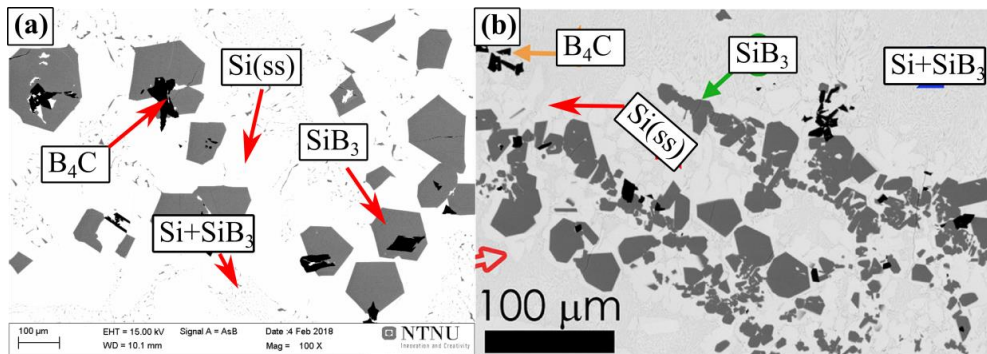 (a)
Si(ss)
B₄C
SiB₃
Si+SiB₃
100 µm
EHT = 15.00 kV
WD = 10.1 mm
Signal A = AsB
Date :4 Feb 2018
Mag = 100 X
NTNU
Innovation and Creativity
(b)
B₄C
SiB₃
Si+SiB₃
Si(ss)
100 µm